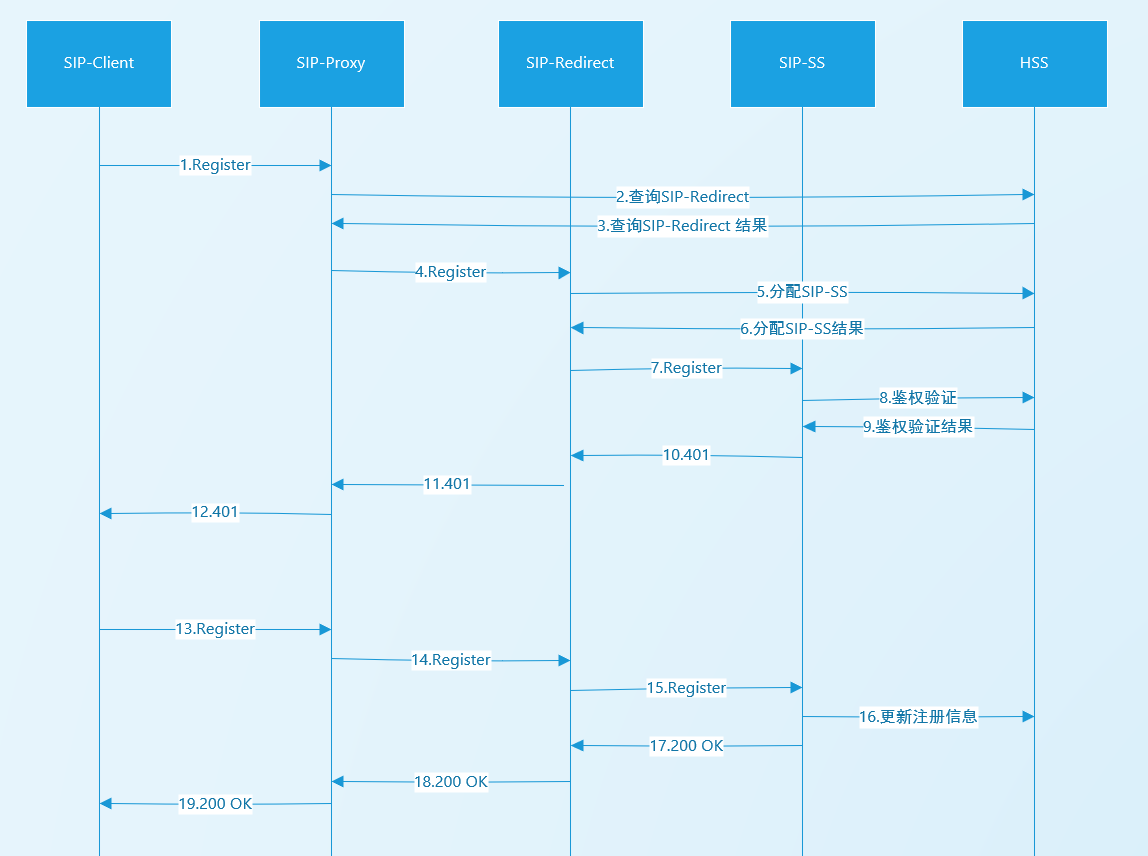 SIP-Client
SIP-Proxy
SIP-Redirect
SIP-SS
HSS
1.Register
2.查询SIP-Redirect
3.查询SIP-Redirect 结果
4.Register
5.分配SIP-SS
6.分配SIP-SS结果
7.Register
8.鉴权验证
9.鉴权验证结果
10.401
11.401
12.401
13.Register
14.Register
15.Register
16.更新注册信息
17.200 OK
18.200 OK
19.200 OK